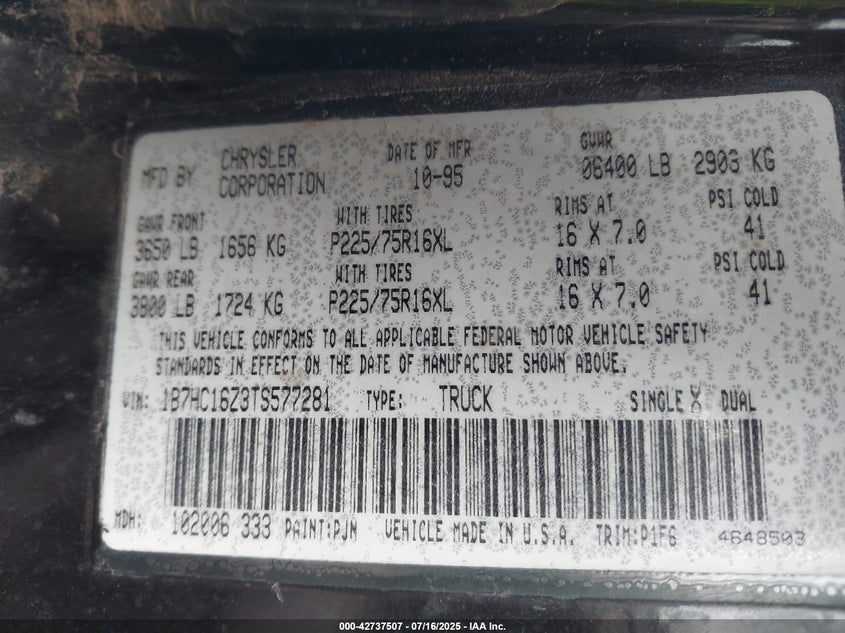 MFD BY CHRYSLER CORPORATION DATE OF MFR 10-95 GVWR 06400 LB 2903 KG
GAWR FRONT WITH TIRES RIMS AT PSI COLD
3650 LB 1656 KG P225/75R16XL 16 X 7.0 41
GAWR REAR WITH TIRES RIMS AT PSI COLD
3800 LB 1724 KG P225/75R16XL 16 X 7.0 41
THIS VEHICLE CONFORMS TO ALL APPLICABLE FEDERAL MOTOR VEHICLE SAFETY
STANDARDS IN EFFECT ON THE DATE OF MANUFACTURE SHOWN ABOVE.
VIN: 1B7HC16Z3TS577281 TYPE: TRUCK SINGLE X DUAL
MDH: 102006 333 PAINT:PJN VEHICLE MADE IN U.S.A. TRIM:P1F6 4648503
000-42737507 - 07/16/2025 - IAA Inc.